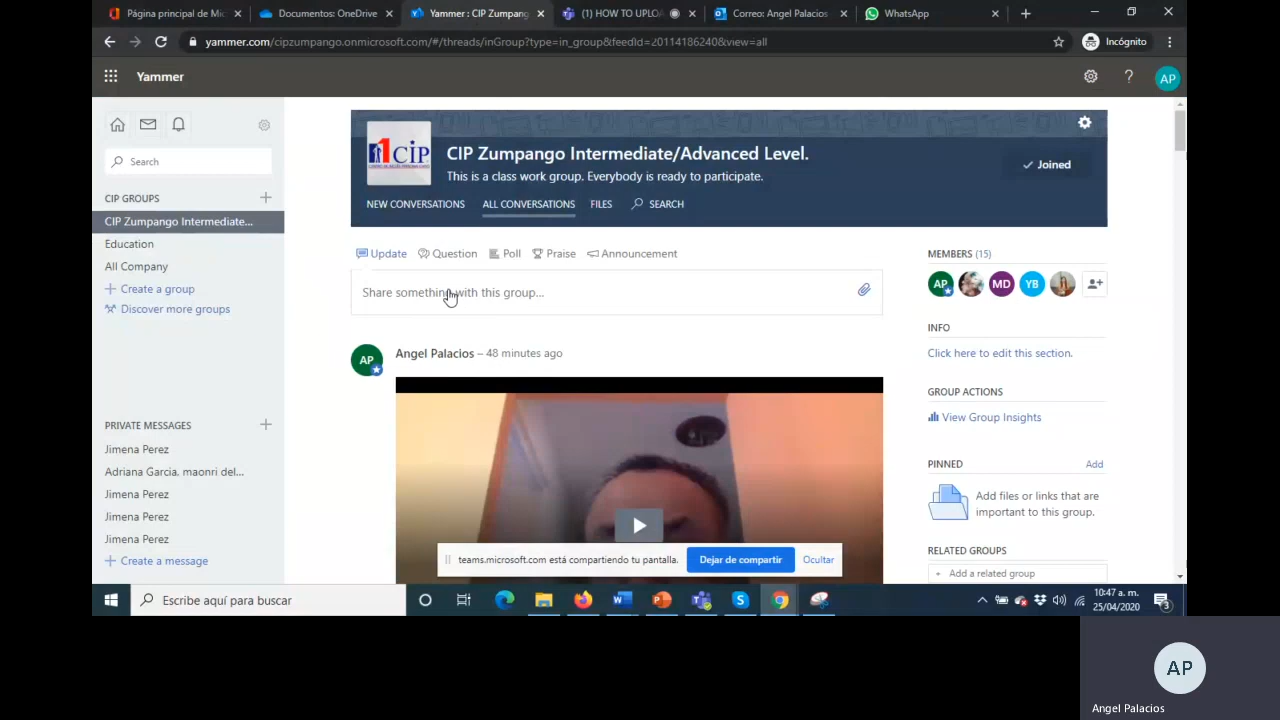 Página principal de Mic
Documentos: OneDrive
Yammer : CIP Zumpango
(1) HOW TO UPLOA
Correo: Angel Palacios
WhatsApp
yammer.com/cipzumpango.onmicrosoft.com/#/threads/inGroup?type=in_group&feedId=20114186240&view=all
Incógnito
Yammer
?
AP
Search
CIP GROUPS
CIP Zumpango Intermediate...
Education
All Company
Create a group
Discover more groups
PRIVATE MESSAGES
Jimena Perez
Adriana Garcia. maonri del...
Jimena Perez
Jimena Perez
Jimena Perez
Create a message
CIP
CIP Zumpango Intermediate/Advanced Level.
This is a class work group. Everybody is ready to participate.
Joined
NEW CONVERSATIONS
ALL CONVERSATIONS
FILES
SEARCH
Update
Question
Poll
Praise
Announcement
Share something with this group...
AP
Angel Palacios – 48 minutes ago
MEMBERS (15)
AP
MD
YB
INFO
Click here to edit this section.
GROUP ACTIONS
View Group Insights
PINNED
Add
Add files or links that are
important to this group.
RELATED GROUPS
+ Add a related group
teams.microsoft.com está compartiendo tu pantalla.
Dejar de compartir
Ocultar
Escribe aquí para buscar
10:47 a. m.
25/04/2020
3
AP
Angel Palacios